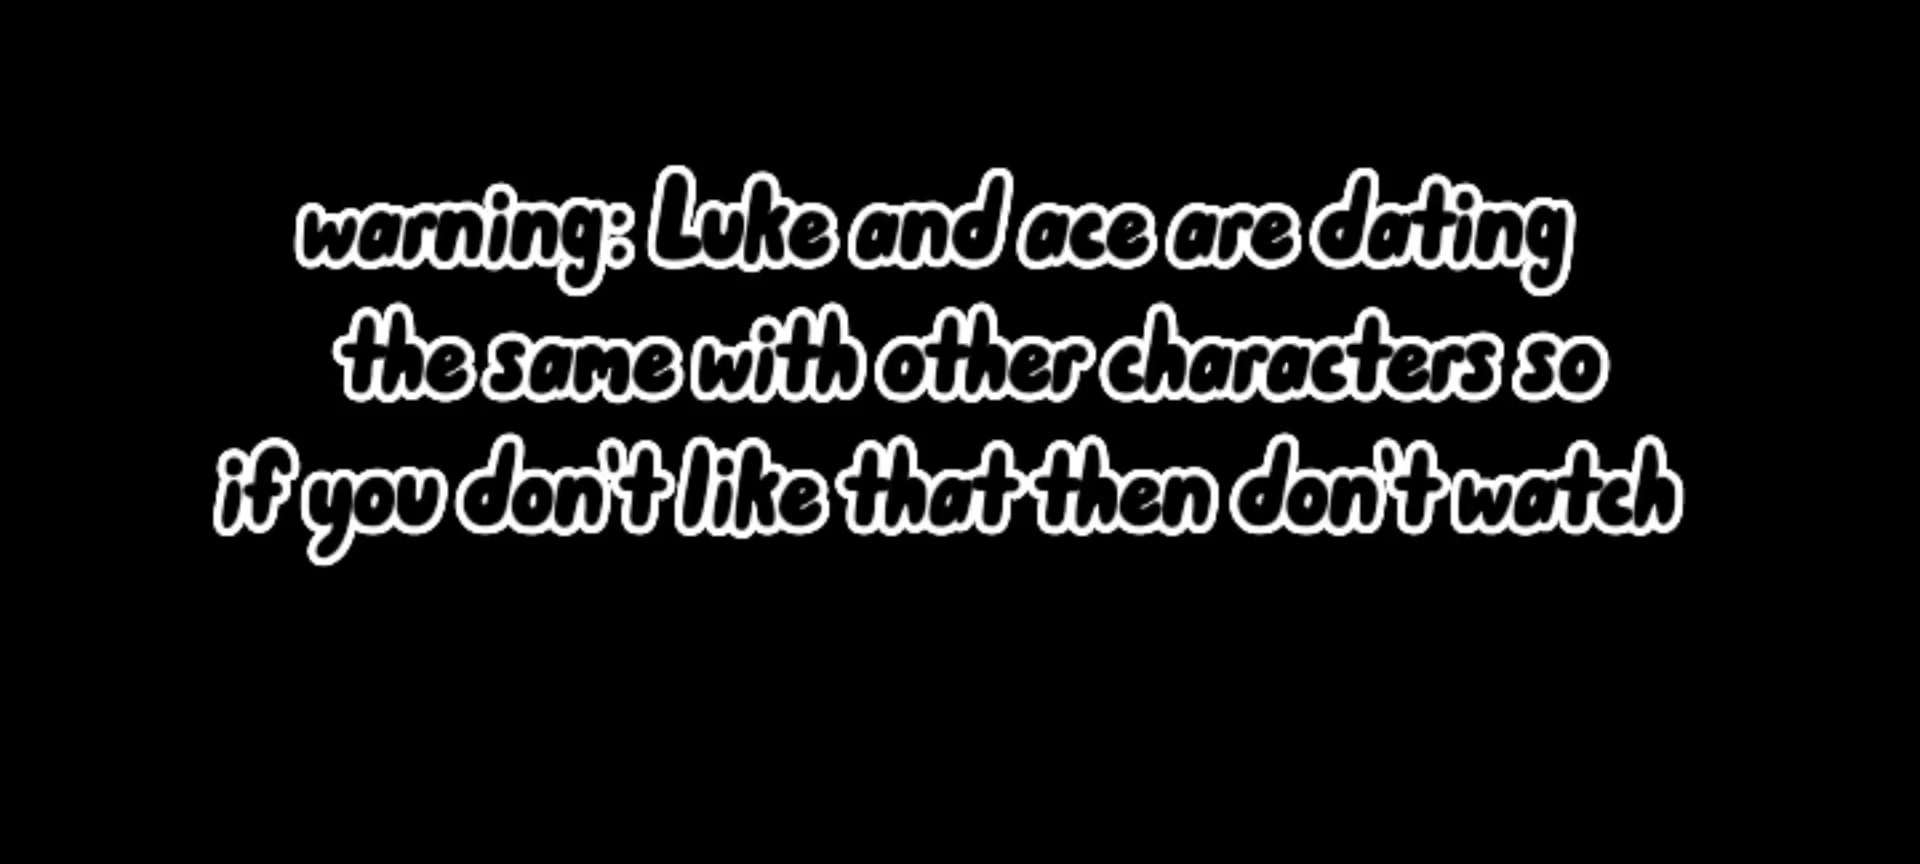 warning: Luke and ace are dating
the same with other characters so
if you don't like that then don't watch